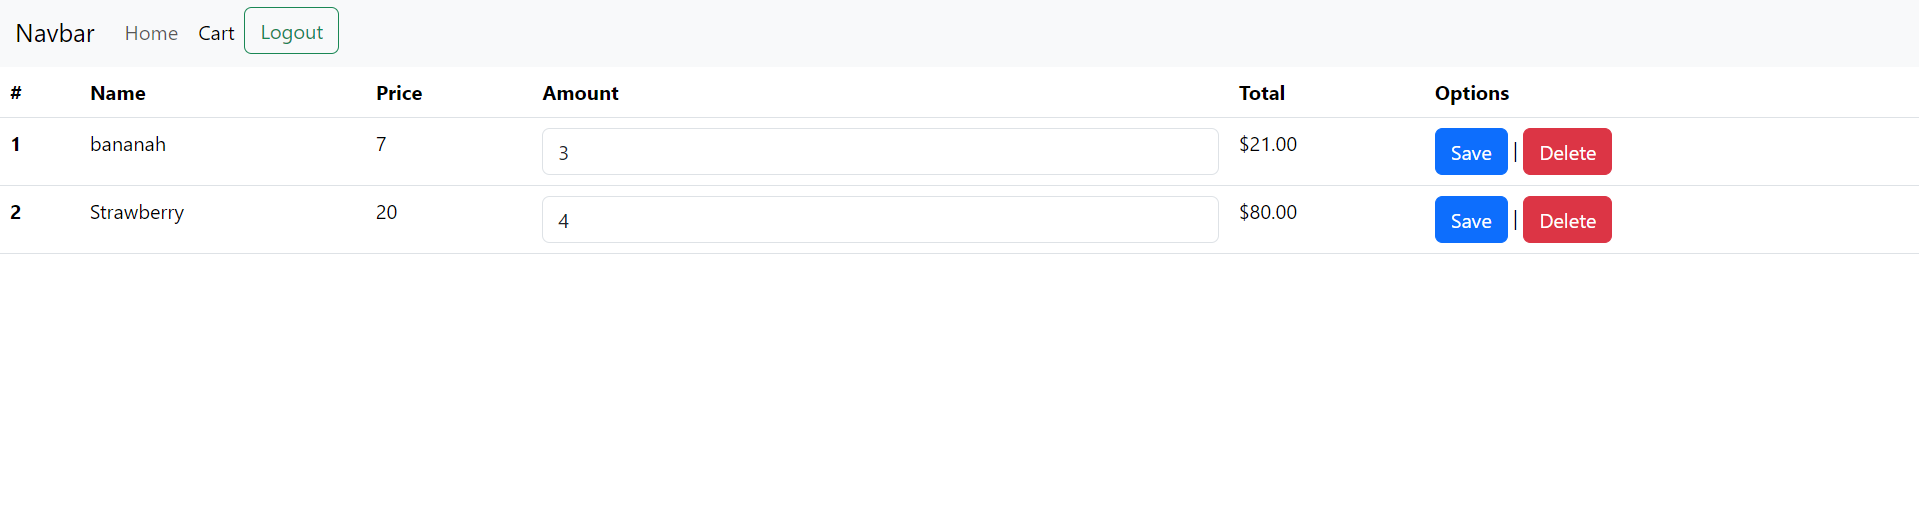 Navbar Home Cart Logout
# Name Price Amount Total Options
1 bananah 7 3 $21.00 Save | Delete
2 Strawberry 20 4 $80.00 Save | Delete